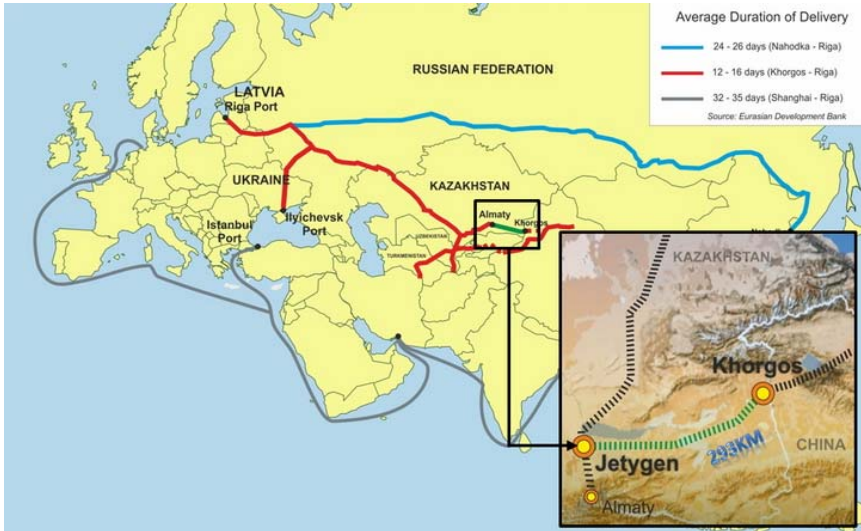 Average Duration of Delivery
24 - 26 days (Nahodka - Riga)
12 - 16 days (Khorgos - Riga)
32 - 35 days (Shanghai - Riga)
Source: Eurasian Development Bank
RUSSIAN FEDERATION
LATVIA
Riga Port
UKRAINE
KAZAKHSTAN
Ilyichevsk
Port
Istanbul
Port
Almaty
Khorgos
UZBEKISTAN
TURKMENISTAN
KAZAKHSTAN
Khorgos
293KM
CHINA
Jetygen
Almaty